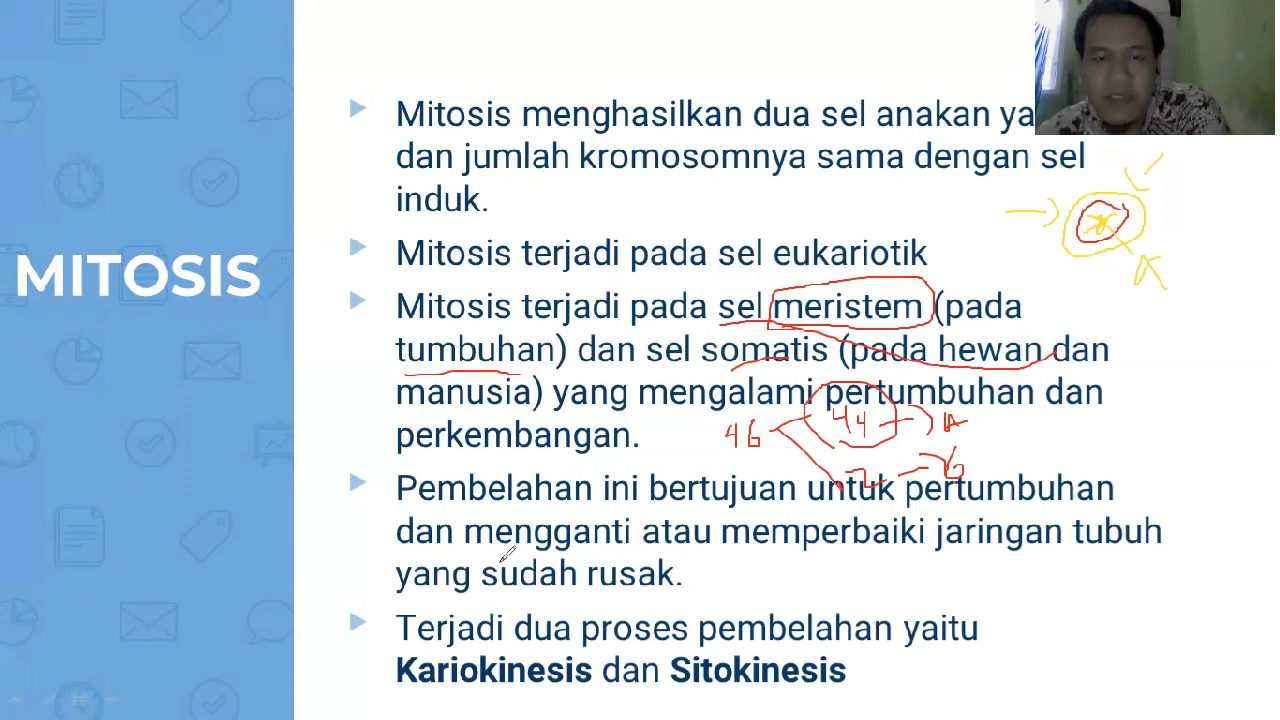 MITOSIS
Mitosis menghasilkan dua sel anakan
dan jumlah kromosomnya sama dengan sel
induk.
Mitosis terjadi pada sel eukariotik
Mitosis terjadi pada sel meristem (pada
tumbuhan) dan sel somatis (pada hewan dan
manusia) yang mengalami pertumbuhan dan
perkembangan.
46
44
A
2
6
Pembelahan ini bertujuan untuk pertumbuhan
dan mengganti atau memperbaiki jaringan tubuh
yang sudah rusak.
Terjadi dua proses pembelahan yaitu
Kariokinesis dan Sitokinesis